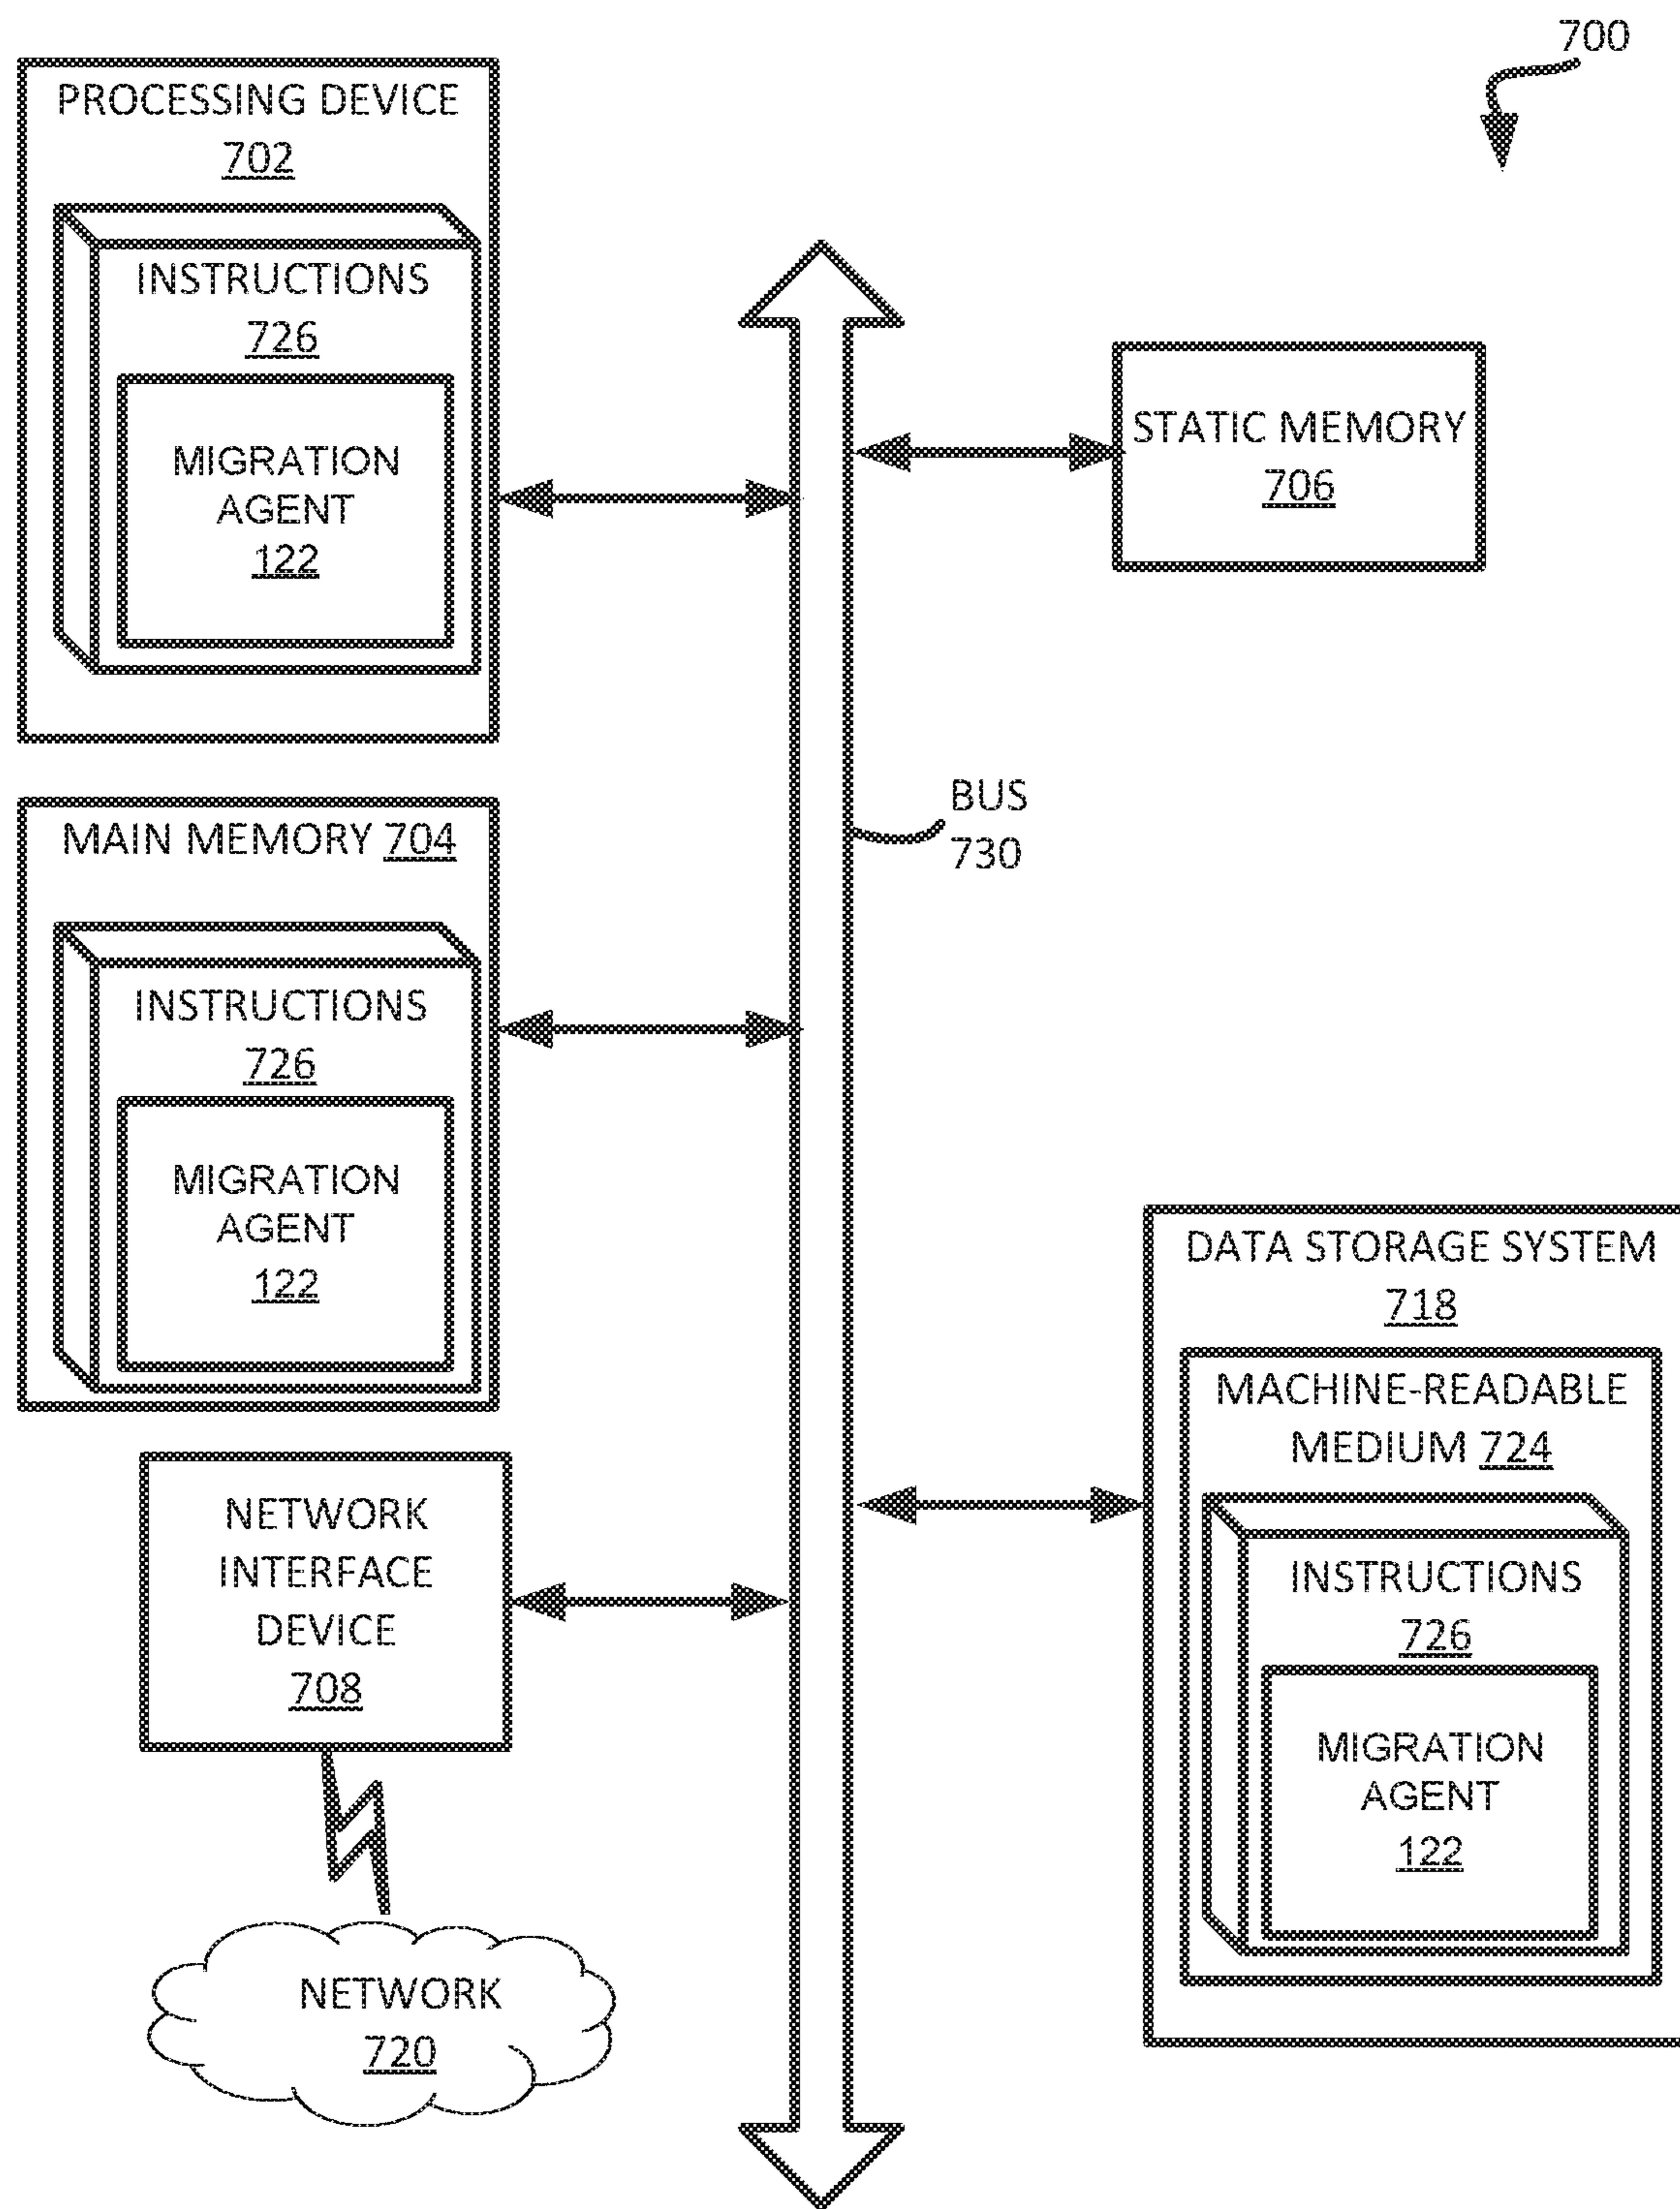 700
PROCESSING DEVICE
702
INSTRUCTIONS
726
MIGRATION
AGENT
122
STATIC MEMORY
706
BUS
730
MAIN MEMORY 704
INSTRUCTIONS
726
MIGRATION
AGENT
122
DATA STORAGE SYSTEM
718
MACHINE-READABLE
MEDIUM 724
INSTRUCTIONS
726
MIGRATION
AGENT
122
NETWORK
INTERFACE
DEVICE
708
NETWORK
720